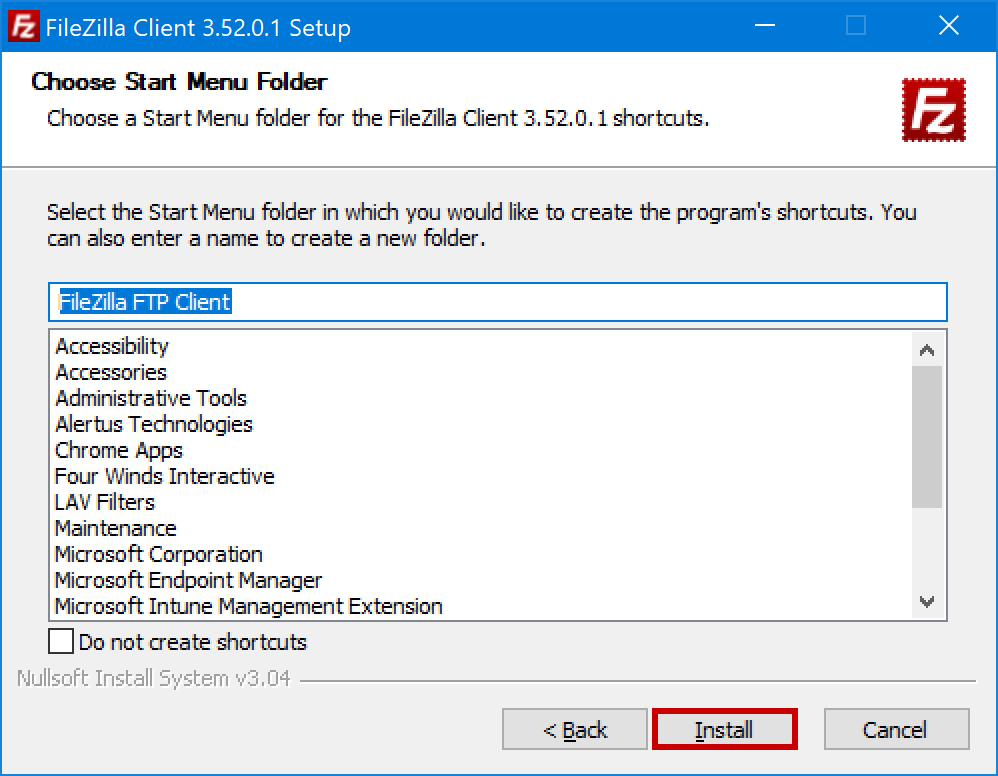 FileZilla Client 3.52.0.1 Setup
Choose Start Menu Folder
Choose a Start Menu folder for the FileZilla Client 3.52.0.1 shortcuts.
Fz
Select the Start Menu folder in which you would like to create the program's shortcuts. You
can also enter a name to create a new folder.
FileZilla FTP Client
Accessibility
Accessories
Administrative Tools
Alertus Technologies
Chrome Apps
Four Winds Interactive
LAV Filters
Maintenance
Microsoft Corporation
Microsoft Endpoint Manager
Microsoft Intune Management Extension
Do not create shortcuts
Nullsoft Install System v3.04
< Back
Install
Cancel